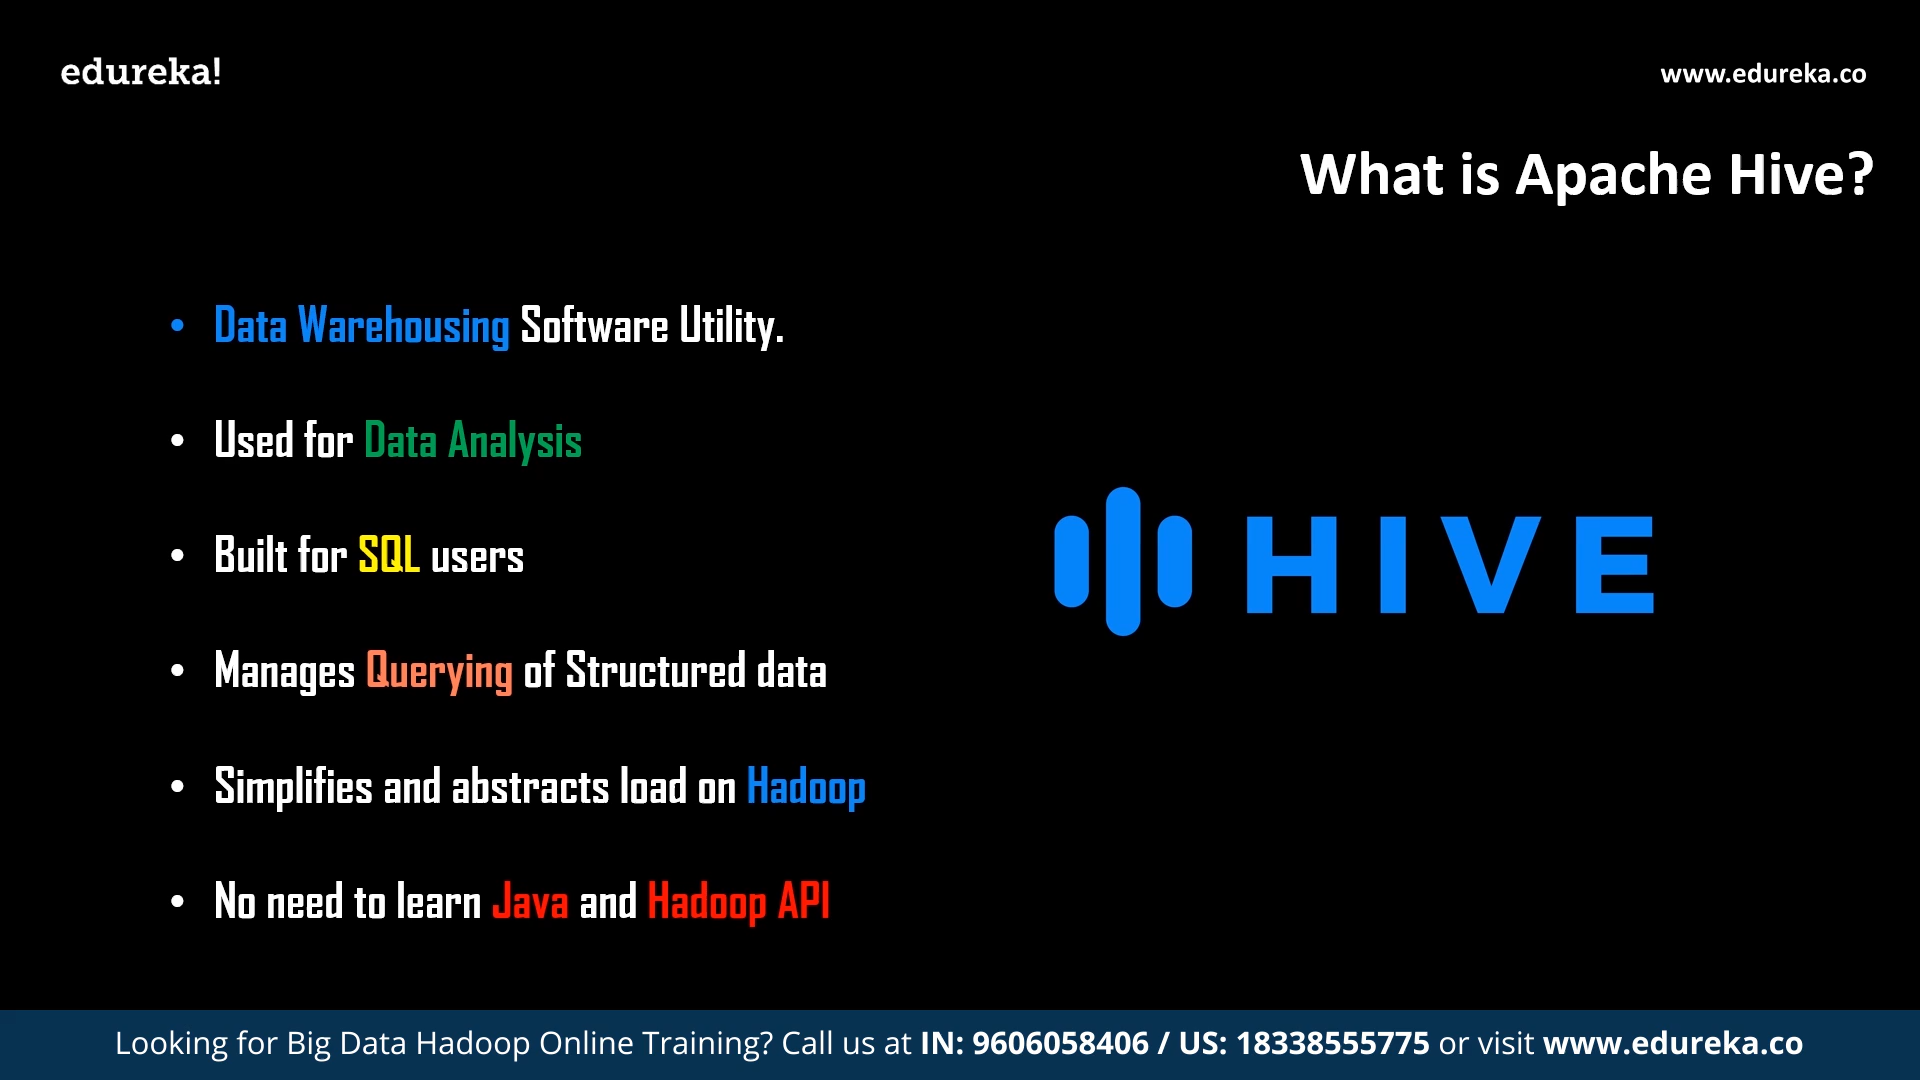 edureka!
www.edureka.co
What is Apache Hive?
• Data Warehousing Software Utility.
• Used for Data Analysis
• Built for SQL users
• Manages Querying of Structured data
HIVE
• Simplifies and abstracts load on Hadoop
• No need to learn Java and Hadoop API
Looking for Big Data Hadoop Online Training? Call us at IN: 9606058406 / US: 18338555775 or visit www.edureka.co